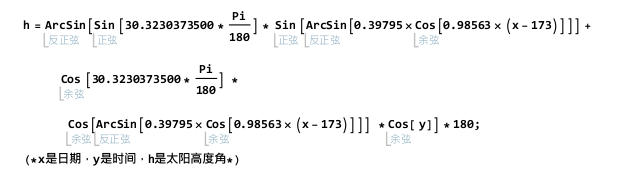 h = ArcSin[Sin [30.3230373500 * Pi/180] * Sin [ArcSin[0.39795×Cos[0.98563× (x-173)]]] +
反正弦 正弦 正弦 反正弦 余弦
Cos [30.3230373500 * Pi/180] *
余弦
Cos[ArcSin[0.39795×Cos[0.98563× (x-173)]]] *Cos[ y]] *180;
余弦 反正弦 余弦 余弦
(*x是日期·y是时间·h是太阳高度角*)